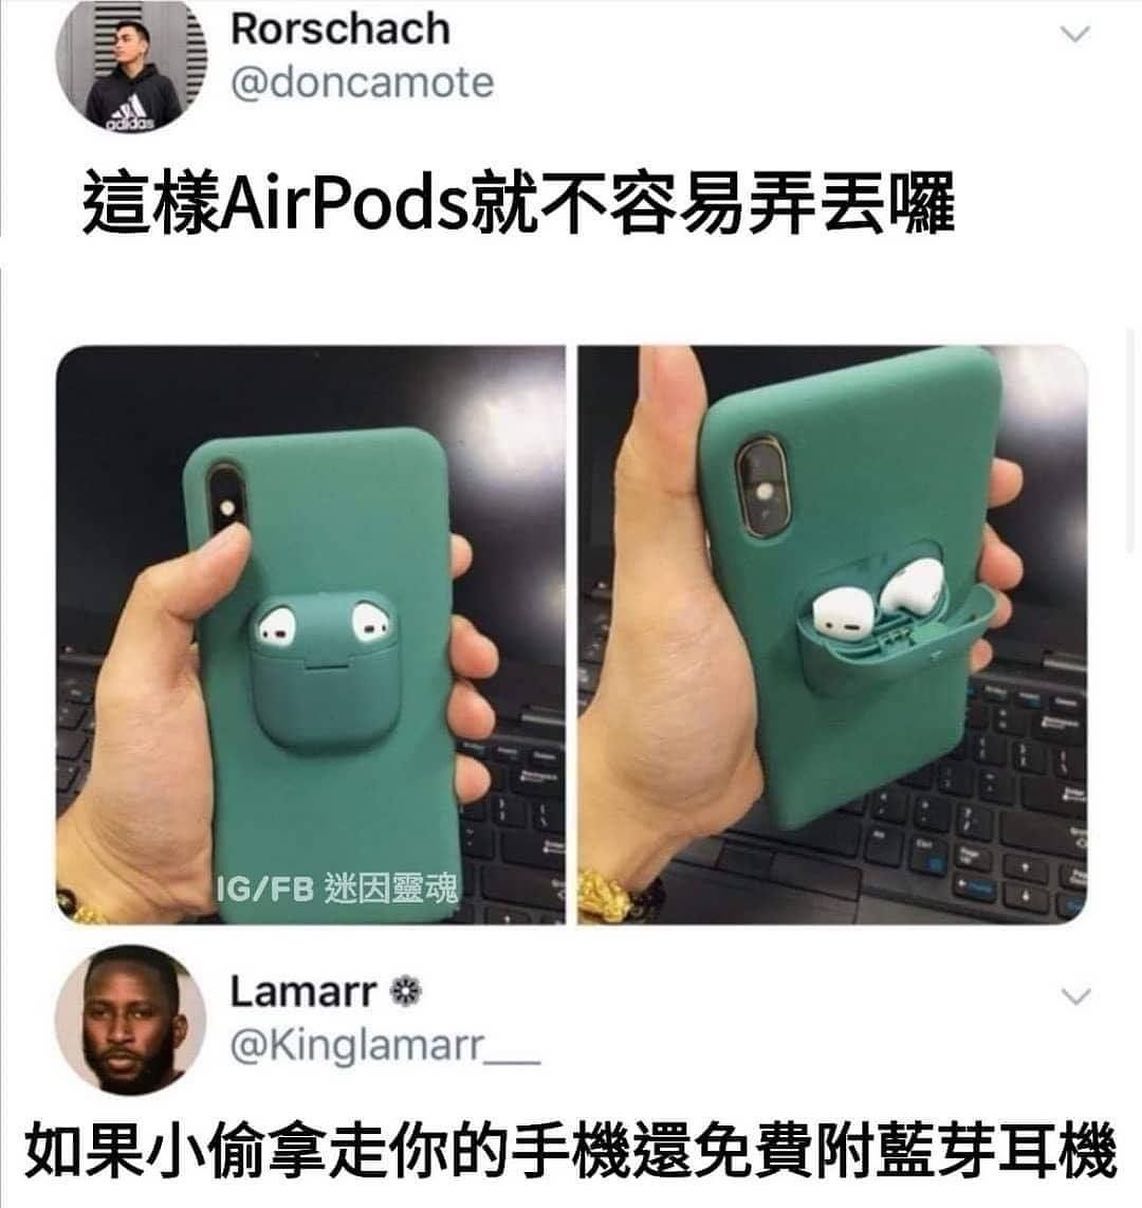 Rorschach
@doncamote
adidas
這樣AirPods就不容易弄丟囉
IG/FB 迷因靈魂
Lamarr
@Kinglamarr___
如果小偷拿走你的手機還免費附藍芽耳機